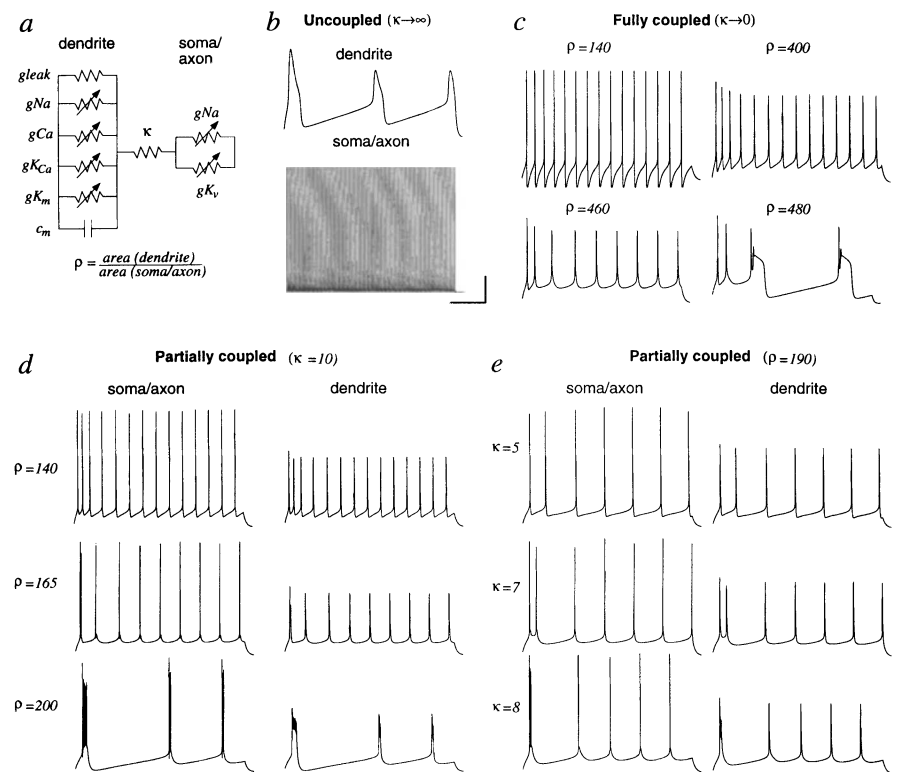 a
dendrite
soma/
axon
gleak
gNa
gCa
gKCa
gKm
cm
κ
gNa
gKv
ρ = area (dendrite)
area (soma/axon)
b
Uncoupled (κ→∞)
dendrite
soma/axon
c
Fully coupled (κ→0)
ρ=140
400
ρ=460
ρ=480
d
Partially coupled (κ =10)
soma/axon
dendrite
ρ=140
ρ=165
ρ=200
e
Partially coupled (ρ=190)
soma/axon
dendrite
κ=5
κ=7
κ=8